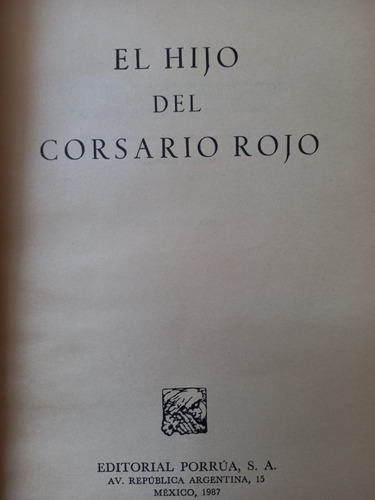 EL HIJO
DEL
CORSARIO ROJO
EDITORIAL PORRÚA, S. A.
AV. REPÚBLICA ARGENTINA, 15
MÉXICO, 1987